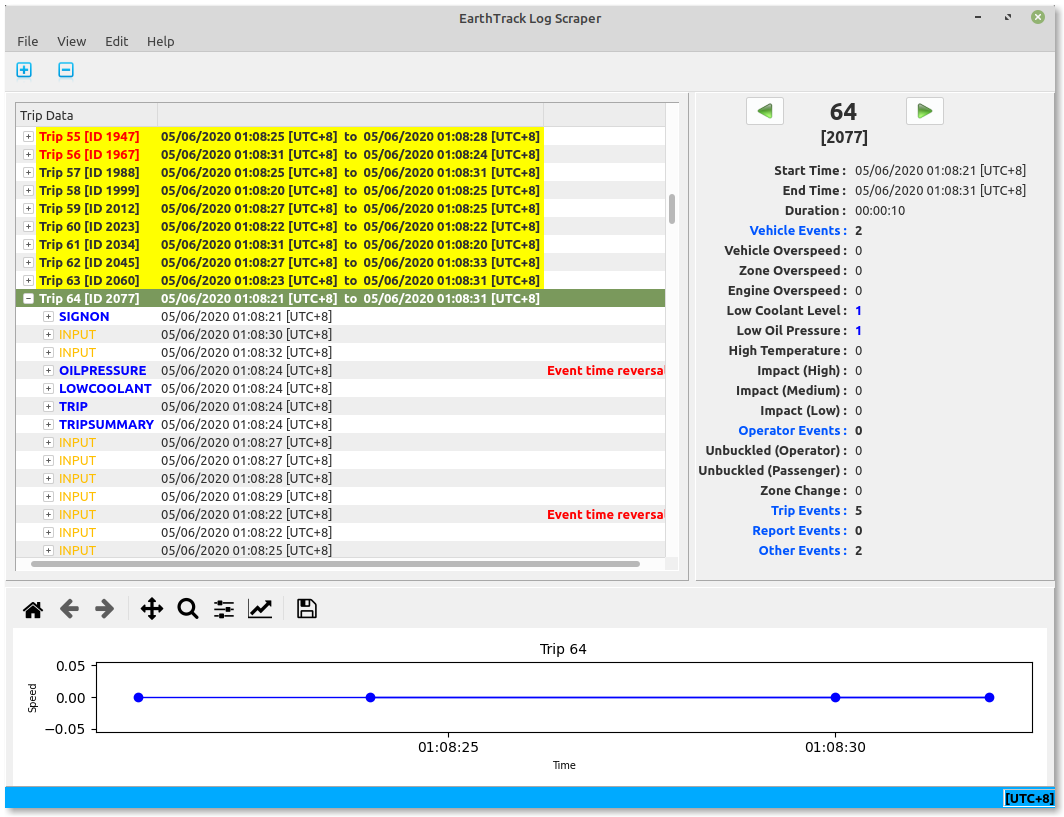 EarthTrack Log Scraper
File View Edit Help
Trip Data
Trip 55 [ID 1947] 05/06/2020 01:08:25 [UTC+8] to 05/06/2020 01:08:28 [UTC+8]
Trip 56 [ID 1967] 05/06/2020 01:08:31 [UTC+8] to 05/06/2020 01:08:24 [UTC+8]
Trip 57 [ID 1988] 05/06/2020 01:08:25 [UTC+8] to 05/06/2020 01:08:31 [UTC+8]
Trip 58 [ID 1999] 05/06/2020 01:08:20 [UTC+8] to 05/06/2020 01:08:25 [UTC+8]
Trip 59 [ID 2012] 05/06/2020 01:08:27 [UTC+8] to 05/06/2020 01:08:25 [UTC+8]
Trip 60 [ID 2023] 05/06/2020 01:08:22 [UTC+8] to 05/06/2020 01:08:22 [UTC+8]
Trip 61 [ID 2034] 05/06/2020 01:08:31 [UTC+8] to 05/06/2020 01:08:20 [UTC+8]
Trip 62 [ID 2045] 05/06/2020 01:08:27 [UTC+8] to 05/06/2020 01:08:33 [UTC+8]
Trip 63 [ID 2060] 05/06/2020 01:08:23 [UTC+8] to 05/06/2020 01:08:31 [UTC+8]
Trip 64 [ID 2077] 05/06/2020 01:08:21 [UTC+8] to 05/06/2020 01:08:31 [UTC+8]
SIGNON 05/06/2020 01:08:21 [UTC+8]
INPUT 05/06/2020 01:08:30 [UTC+8]
INPUT 05/06/2020 01:08:32 [UTC+8]
OILPRESSURE 05/06/2020 01:08:24 [UTC+8] Event time reversal
LOWCOOLANT 05/06/2020 01:08:24 [UTC+8]
TRIP 05/06/2020 01:08:24 [UTC+8]
TRIPSUMMARY 05/06/2020 01:08:24 [UTC+8]
INPUT 05/06/2020 01:08:27 [UTC+8]
INPUT 05/06/2020 01:08:27 [UTC+8]
INPUT 05/06/2020 01:08:28 [UTC+8]
INPUT 05/06/2020 01:08:29 [UTC+8]
INPUT 05/06/2020 01:08:22 [UTC+8] Event time reversal
INPUT 05/06/2020 01:08:22 [UTC+8]
INPUT 05/06/2020 01:08:25 [UTC+8]
64
[2077]
Start Time : 05/06/2020 01:08:21 [UTC+8]
End Time : 05/06/2020 01:08:31 [UTC+8]
Duration : 00:00:10
Vehicle Events : 2
Vehicle Overspeed : 0
Zone Overspeed : 0
Engine Overspeed : 0
Low Coolant Level : 1
Low Oil Pressure : 1
High Temperature : 0
Impact (High) : 0
Impact (Medium) : 0
Impact (Low) : 0
Operator Events : 0
Unbuckled (Operator) : 0
Unbuckled (Passenger) : 0
Zone Change : 0
Trip Events : 5
Report Events : 0
Other Events : 2
Trip 64
0.05
0.00
−0.05
Speed
01:08:25 01:08:30
Time
[UTC+8]